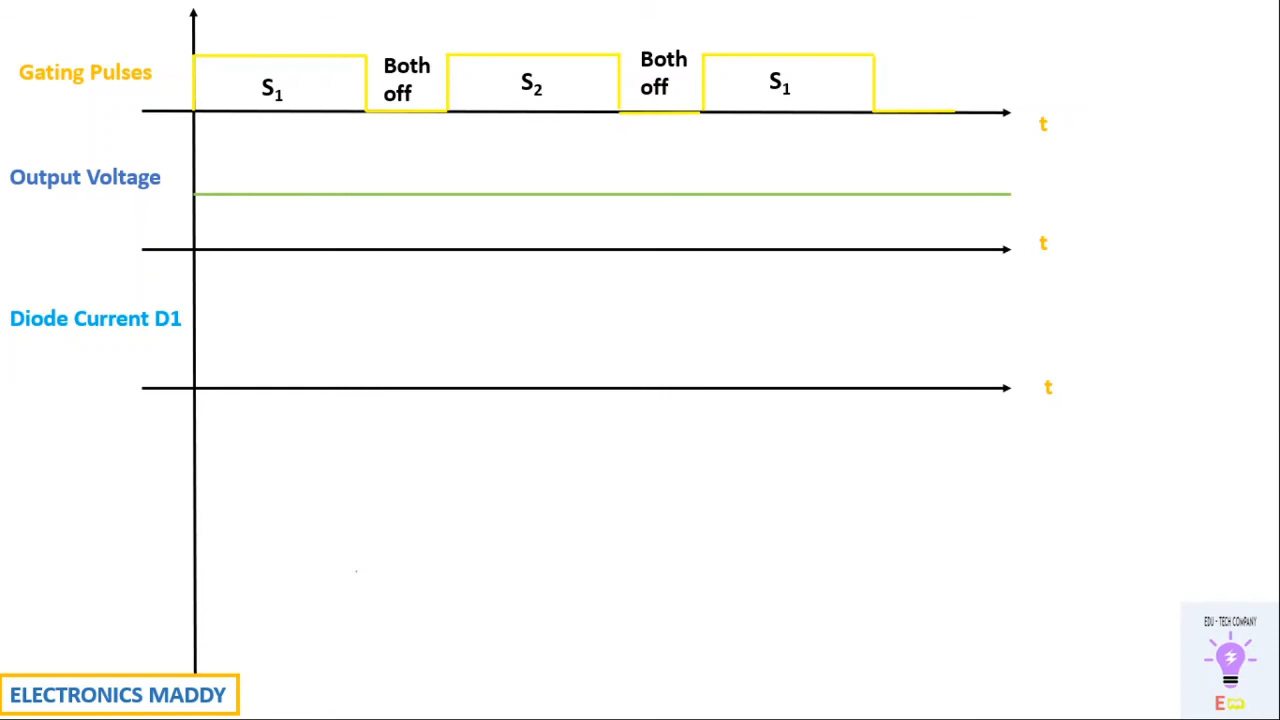 Gating Pulses
S₁
Both
off
S₂
Both
off
S₁
t
Output Voltage
t
Diode Current D1
t
EDU - TECH COMPANY
E
ELECTRONICS MADDY